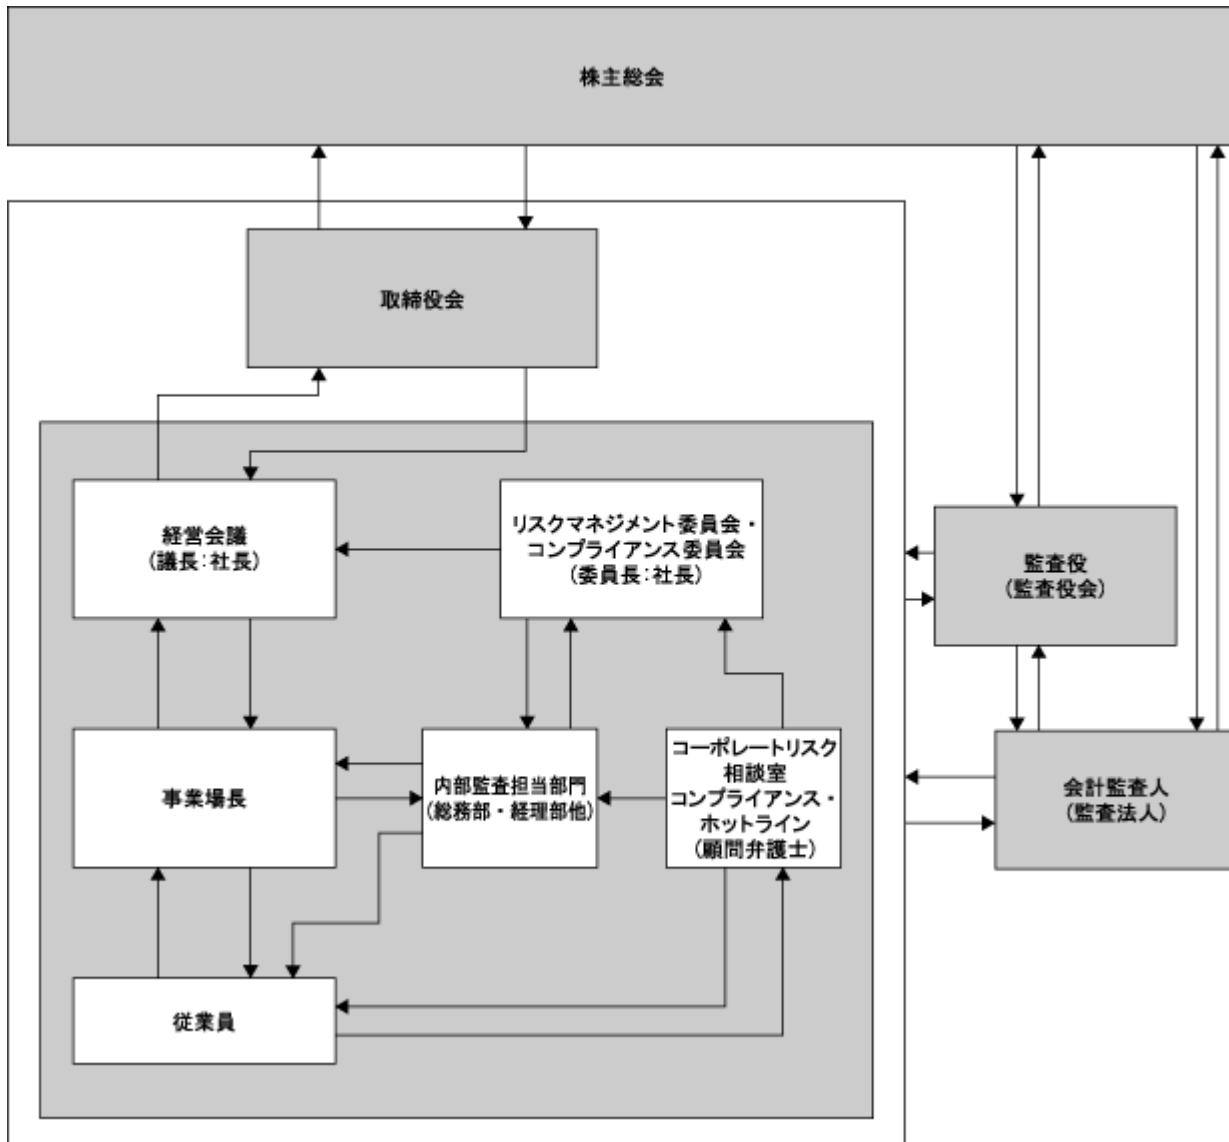 株主総会
取締役会
経営会議
(議長：社長)
リスクマネジメント委員会・
コンプライアンス委員会
(委員長：社長)
監査役
(監査役会)
事業場長
内部監査担当部門
(総務部・経理部他)
コーポレートリスク
相談室
コンプライアンス・
ホットライン
(顧問弁護士)
会計監査人
(監査法人)
従業員